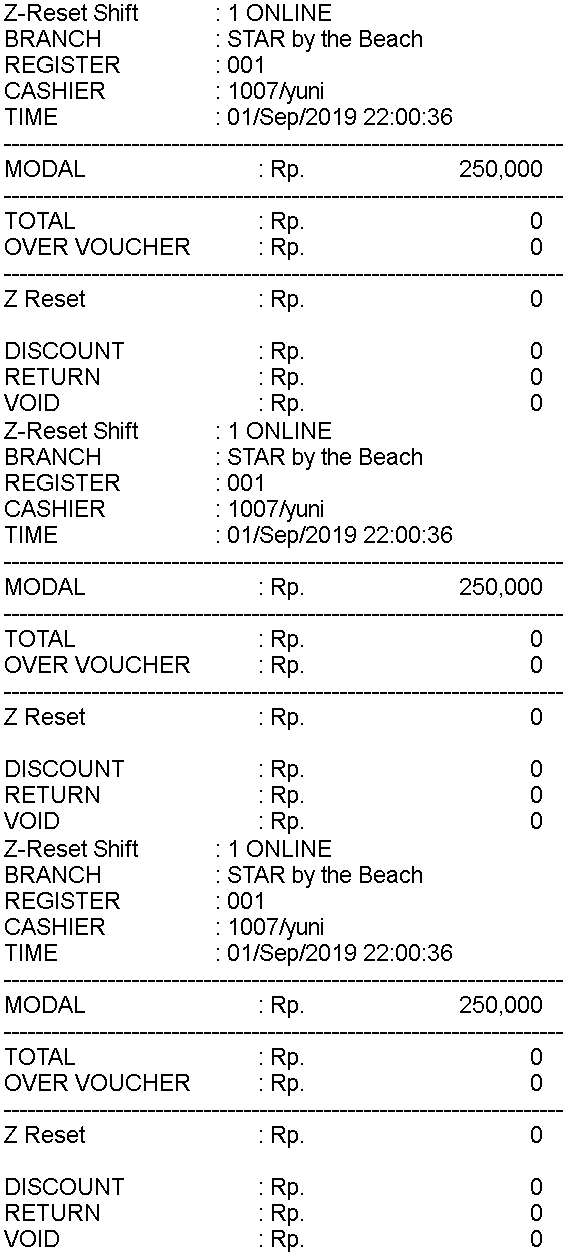 Z-Reset Shift : 1 ONLINE
BRANCH : STAR by the Beach
REGISTER : 001
CASHIER : 1007/yuni
TIME : 01/Sep/2019 22:00:36
MODAL : Rp. 250,000
TOTAL : Rp. 0
OVER VOUCHER : Rp. 0
Z Reset : Rp. 0
DISCOUNT : Rp. 0
RETURN : Rp. 0
VOID : Rp. 0
Z-Reset Shift : 1 ONLINE
BRANCH : STAR by the Beach
REGISTER : 001
CASHIER : 1007/yuni
TIME : 01/Sep/2019 22:00:36
MODAL : Rp. 250,000
TOTAL : Rp. 0
OVER VOUCHER : Rp. 0
Z Reset : Rp. 0
DISCOUNT : Rp. 0
RETURN : Rp. 0
VOID : Rp. 0
Z-Reset Shift : 1 ONLINE
BRANCH : STAR by the Beach
REGISTER : 001
CASHIER : 1007/yuni
TIME : 01/Sep/2019 22:00:36
MODAL : Rp. 250,000
TOTAL : Rp. 0
OVER VOUCHER : Rp. 0
Z Reset : Rp. 0
DISCOUNT : Rp. 0
RETURN : Rp. 0
VOID : Rp. 0